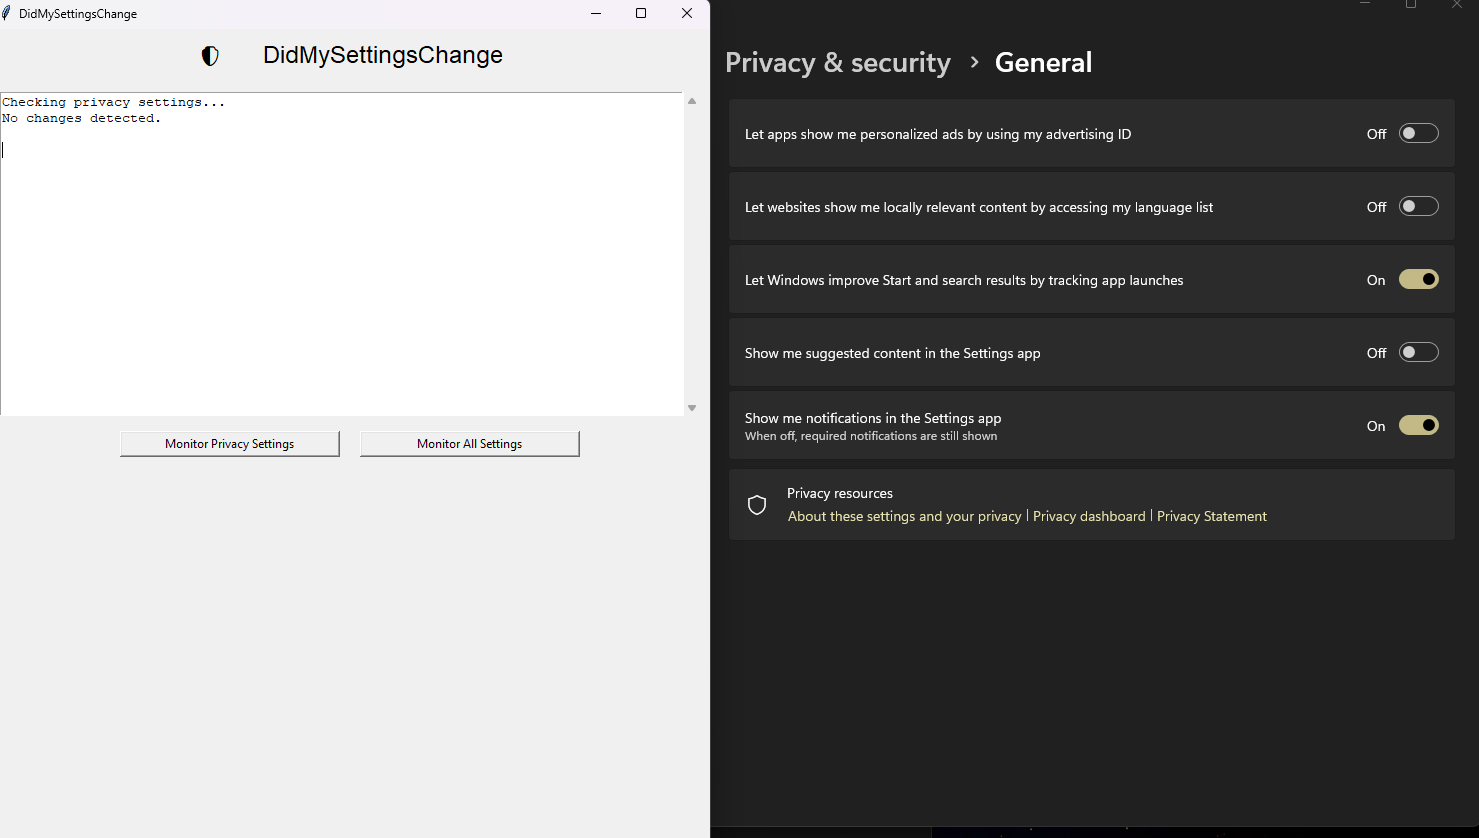 DidMySettingsChange
DidMySettingsChange
Checking privacy settings...
No changes detected.
Monitor Privacy Settings
Monitor All Settings
Privacy & security > General
Let apps show me personalized ads by using my advertising ID Off
Let websites show me locally relevant content by accessing my language list Off
Let Windows improve Start and search results by tracking app launches On
Show me suggested content in the Settings app Off
Show me notifications in the Settings app
When off, required notifications are still shown
On
Privacy resources
About these settings and your privacy | Privacy dashboard | Privacy Statement